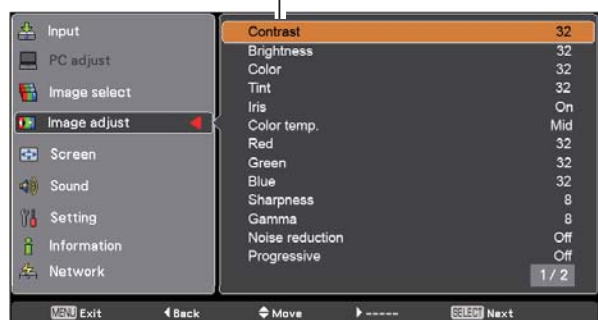 Input
PC adjust
Image select
Image adjust
Screen
Sound
Setting
Information
Network
Contrast 32
Brightness 32
Color 32
Tint 32
Iris On
Color temp. Mid
Red 32
Green 32
Blue 32
Sharpness 8
Gamma 8
Noise reduction Off
Progressive Off
1 / 2
MENU Exit Back Move ----- SELECT Next